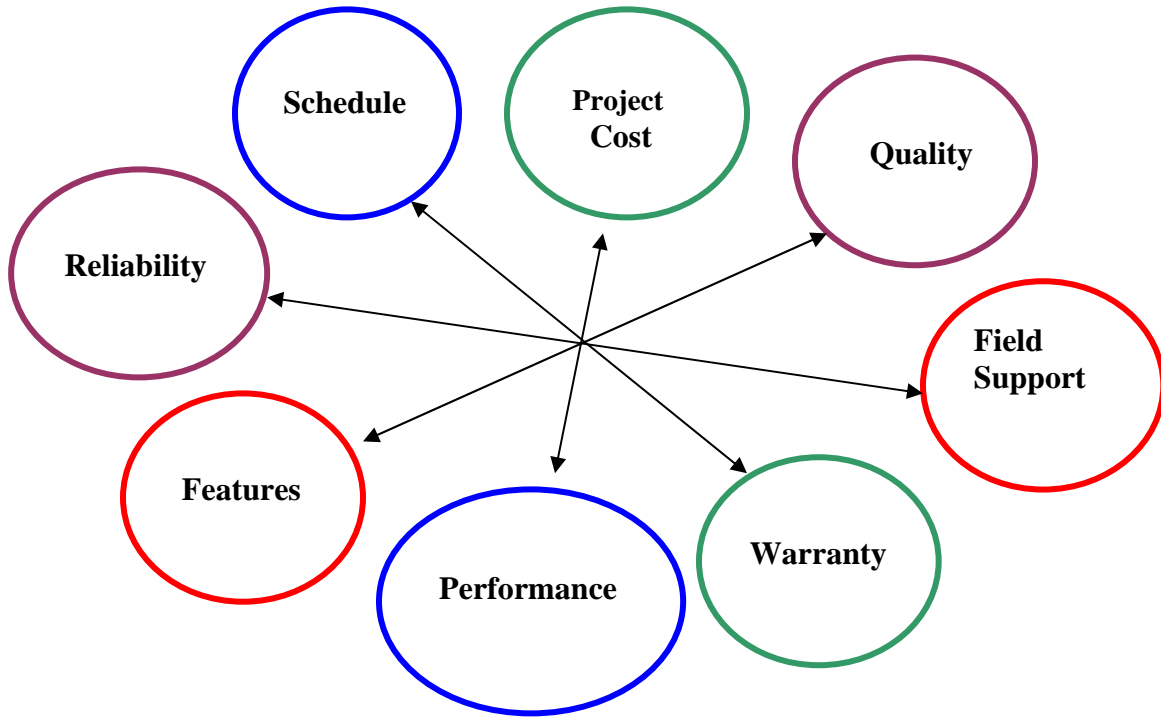 Schedule
Project
Cost
Quality
Reliability
Field
Support
Features
Performance
Warranty